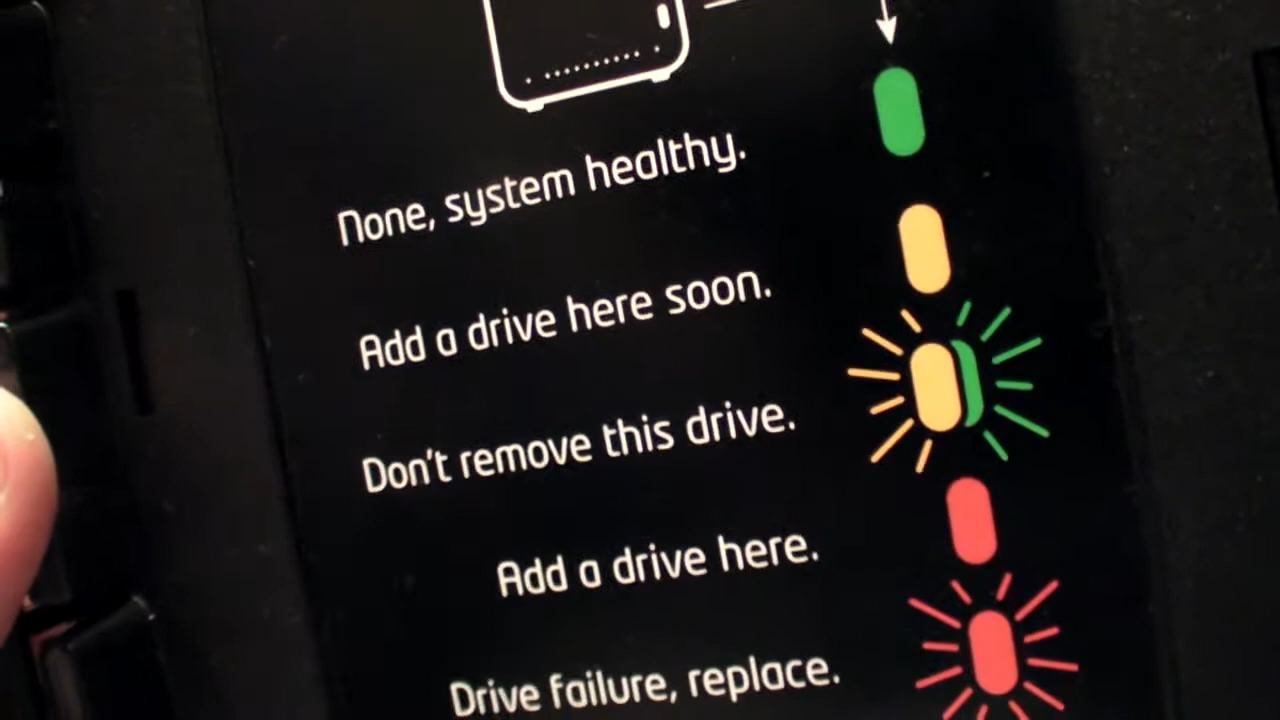 None, system healthy.
Add a drive here soon.
Don't remove this drive.
Add a drive here.
Drive failure, replace.